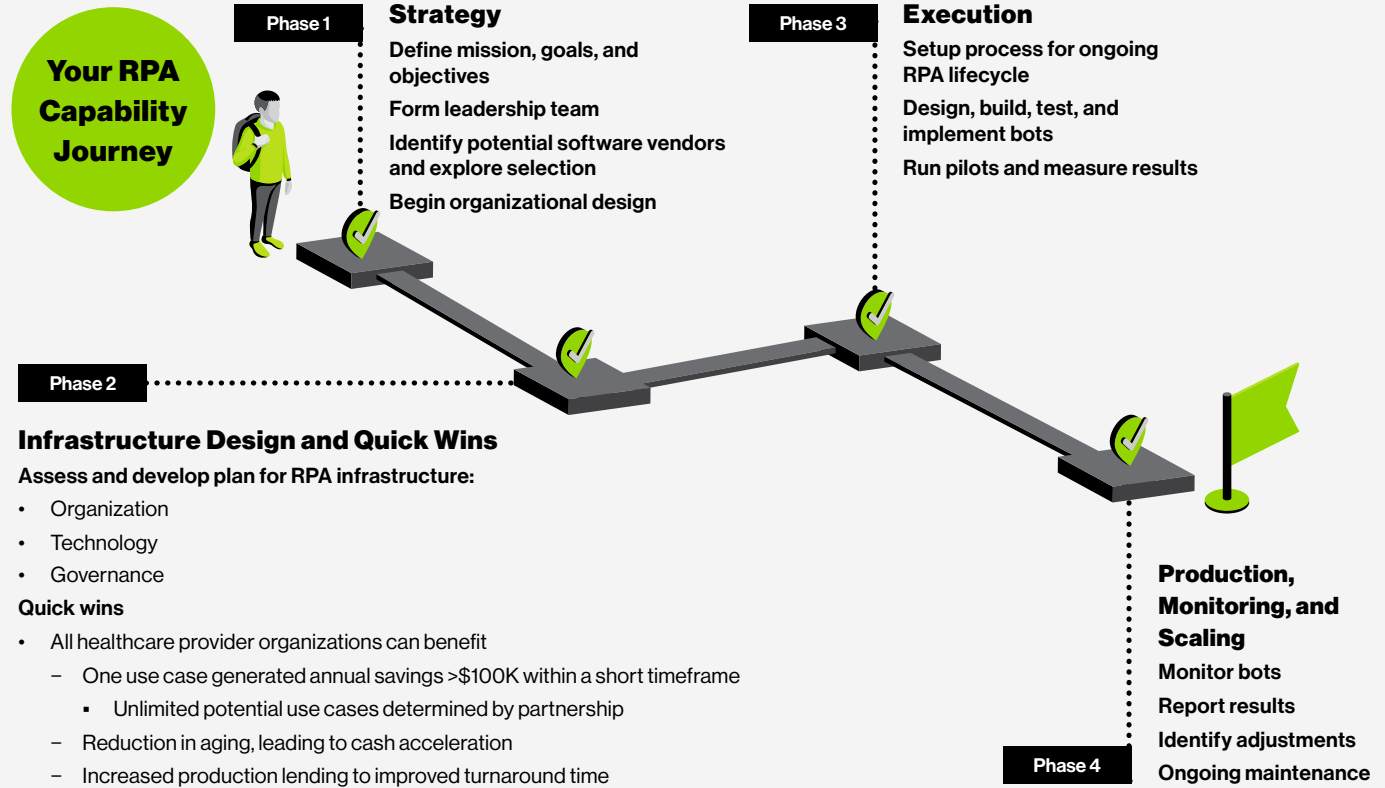 Your RPA
Capability
Journey
Phase 1
Strategy
Define mission, goals, and
objectives
Form leadership team
Identify potential software vendors
and explore selection
Begin organizational design
Phase 2
Infrastructure Design and Quick Wins
Assess and develop plan for RPA infrastructure:
• Organization
• Technology
• Governance
Quick wins
• All healthcare provider organizations can benefit
– One use case generated annual savings >$100K within a short timeframe
▪ Unlimited potential use cases determined by partnership
– Reduction in aging, leading to cash acceleration
– Increased production lending to improved turnaround time
Phase 3
Execution
Setup process for ongoing
RPA lifecycle
Design, build, test, and
implement bots
Run pilots and measure results
Phase 4
Production,
Monitoring, and
Scaling
Monitor bots
Report results
Identify adjustments
Ongoing maintenance